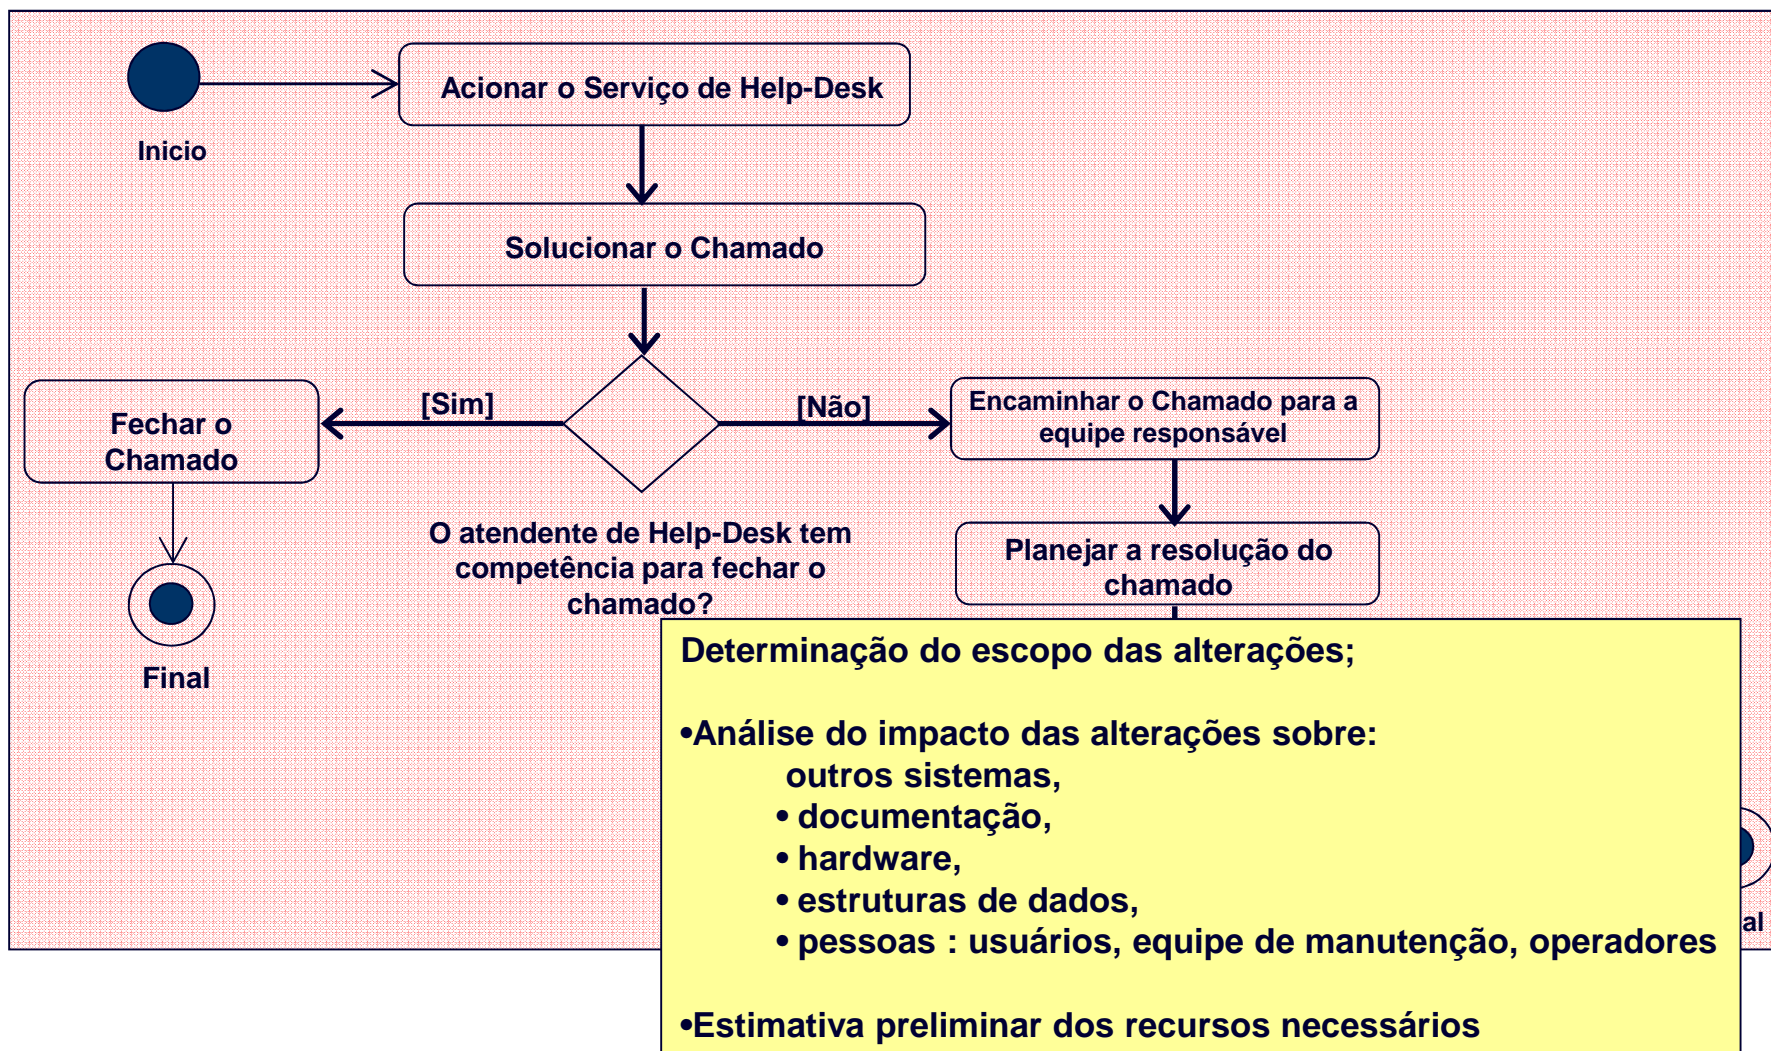 Acionar o Serviço de Help-Desk
Inicio
Solucionar o Chamado
[Sim]
[Não]
Fechar o
Chamado
Encaminhar o Chamado para a
equipe responsável
O atendente de Help-Desk tem
competência para fechar o
chamado?
Planejar a resolução do
chamado
Final
Determinação do escopo das alterações;
•Análise do impacto das alterações sobre:
outros sistemas,
• documentação,
• hardware,
• estruturas de dados,
• pessoas : usuários, equipe de manutenção, operadores
•Estimativa preliminar dos recursos necessários
al